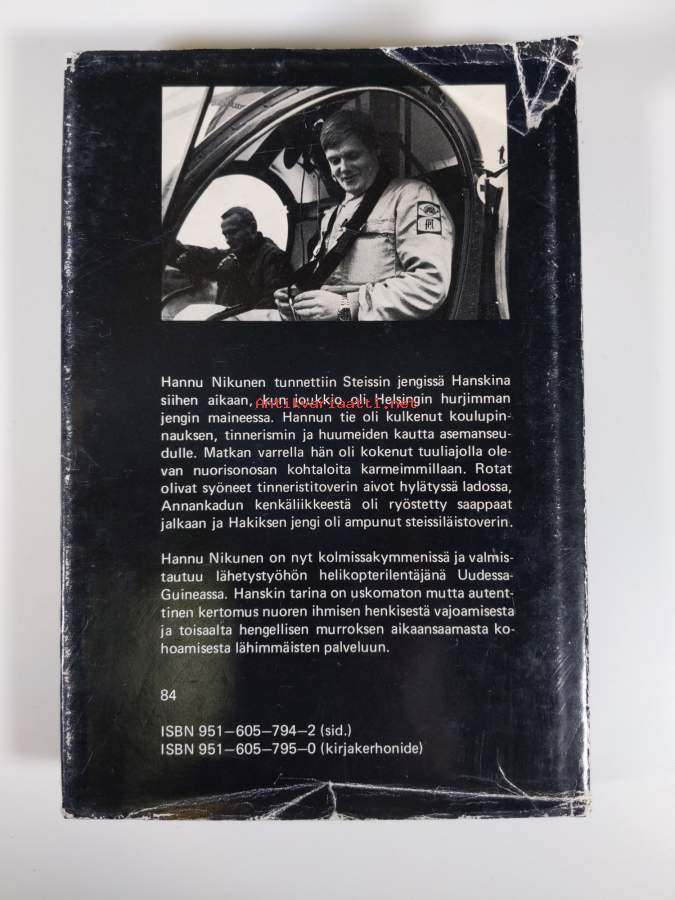 Hannu Nikunen tunnettiin Steissin jengissä Hanskina
siihen aikaan, kun joukkio oli Helsingin hurjimman
Antikvariaatti.net
jengin maineessa. Hannun tie oli kulkenut koulupin-
nauksen, tinnerismin ja huumeiden kautta asemanseu-
dulle. Matkan varrella hän oli kokenut tuuliajolla ole-
van nuorisonosan kohtaloita karmeimmillaan. Rotat
olivat syöneet tinneristitoverin aivot hylätyssä ladossa,
Annankadun kenkäliikkeestä oli ryöstetty saappaat
jalkaan ja Hakiksen jengi oli ampunut steissiläistoverin.
Hannu Nikunen on nyt kolmissakymmenissä ja valmis-
tautuu lähetystyöhön helikopterilentäjänä Uudessa-
Guineassa. Hanskin tarina on uskomaton mutta autent-
tinen kertomus nuoren ihmisen henkisestä vajoamisesta
ja toisaalta hengellisen murroksen aikaansaamasta ko-
hoamisesta lähimmäisten palveluun.
84
ISBN 951—605—794—2 (sid.)
ISBN 951—605—795—0 (kirjakerhonide)